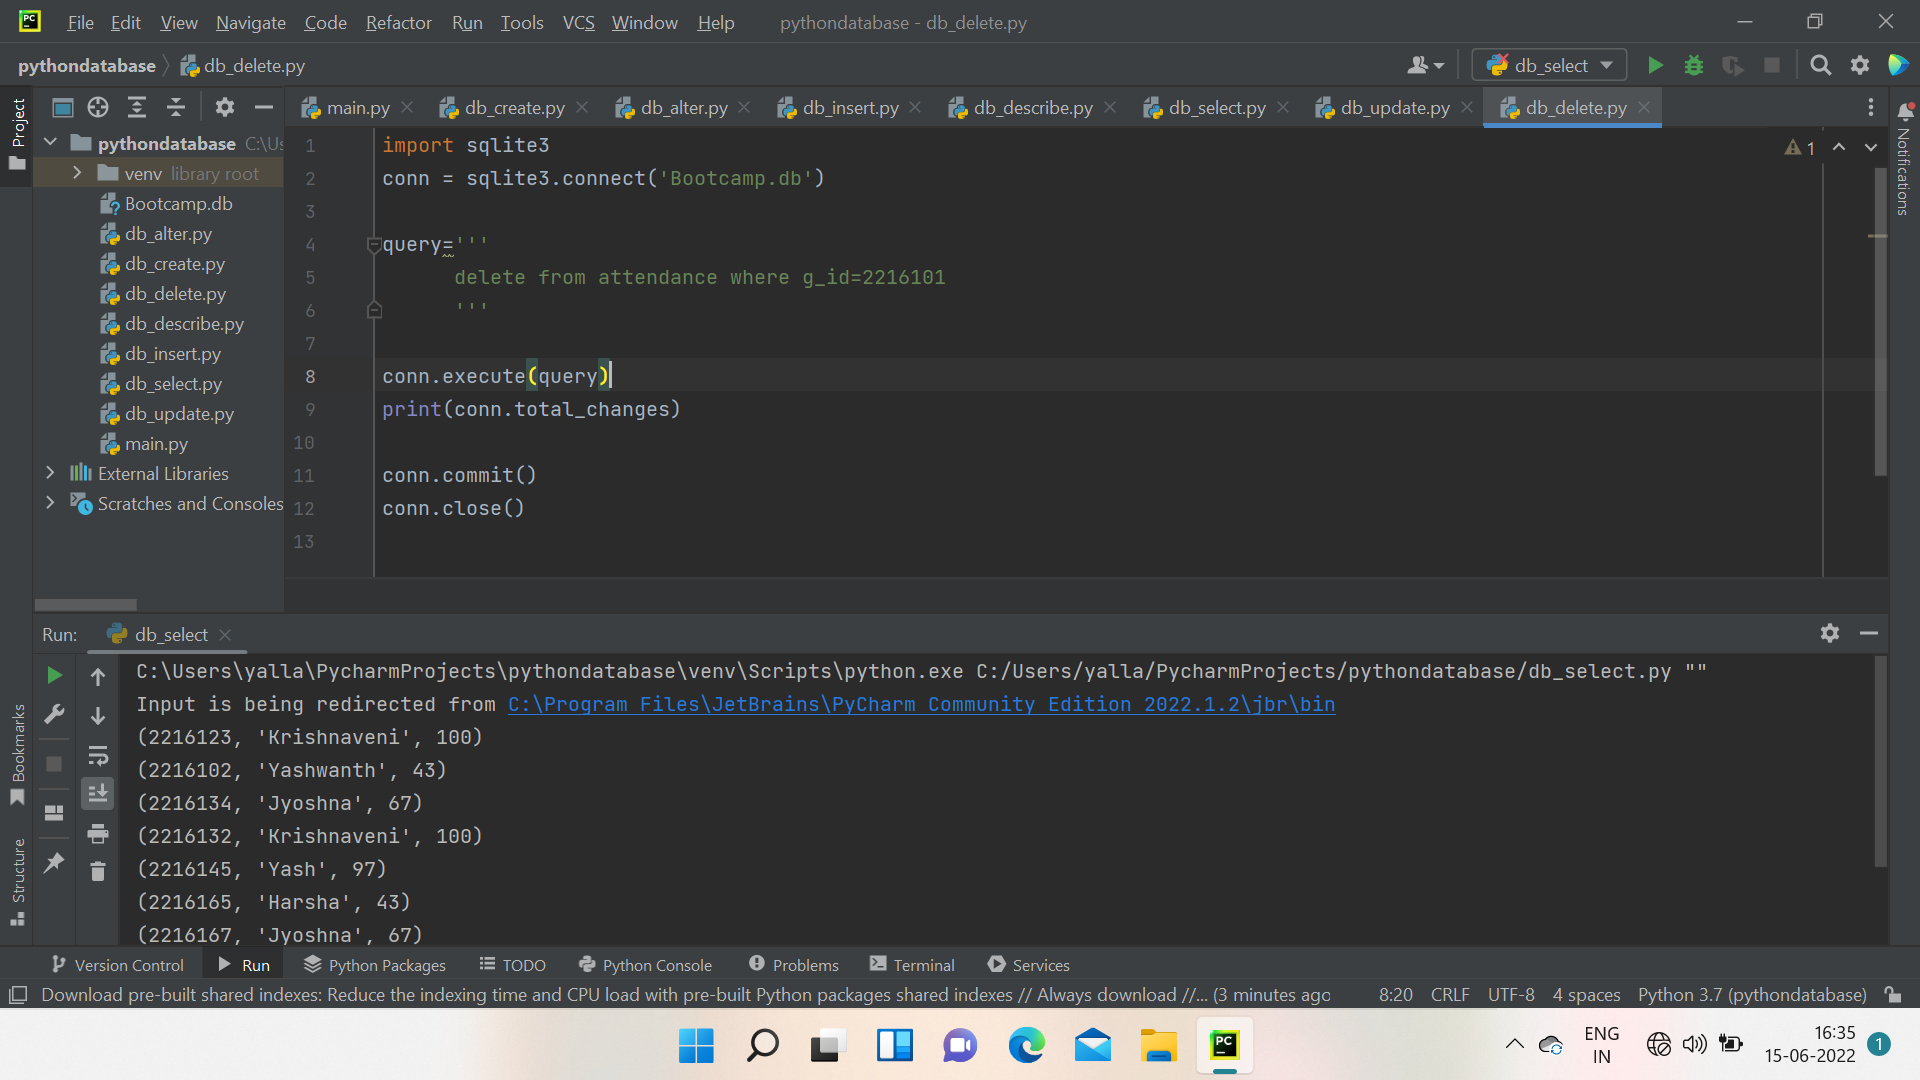 File Edit View Navigate Code Refactor Run Tools VCS Window Help pythondatabase - db_delete.py
pythondatabase db_delete.py db_select
Project
main.py db_create.py db_alter.py db_insert.py db_describe.py db_select.py db_update.py db_delete.py
Notifications
pythondatabase C:\Us
venv library root
Bootcamp.db
db_alter.py
db_create.py
db_delete.py
db_describe.py
db_insert.py
db_select.py
db_update.py
main.py
External Libraries
Scratches and Consoles
1 import sqlite3
2 conn = sqlite3.connect('Bootcamp.db')
3
4 query='''
5 delete from attendance where g_id=2216101
6 '''
7
8 conn.execute(query)
9 print(conn.total_changes)
10
11 conn.commit()
12 conn.close()
13
1
Run: db_select
C:\Users\yalla\PycharmProjects\pythondatabase\venv\Scripts\python.exe C:/Users/yalla/PycharmProjects/pythondatabase/db_select.py ""
Input is being redirected from C:\Program Files\JetBrains\PyCharm Community Edition 2022.1.2\jbr\bin
(2216123, 'Krishnaveni', 100)
(2216102, 'Yashwanth', 43)
(2216134, 'Jyoshna', 67)
(2216132, 'Krishnaveni', 100)
(2216145, 'Yash', 97)
(2216165, 'Harsha', 43)
(2216167, 'Jyoshna', 67)
Bookmarks
Structure
Version Control Run Python Packages TODO Python Console Problems Terminal Services
Download pre-built shared indexes: Reduce the indexing time and CPU load with pre-built Python packages shared indexes // Always download //... (3 minutes ago 8:20 CRLF UTF-8 4 spaces Python 3.7 (pythondatabase)
PC
ENG
IN
16:35
15-06-2022
1